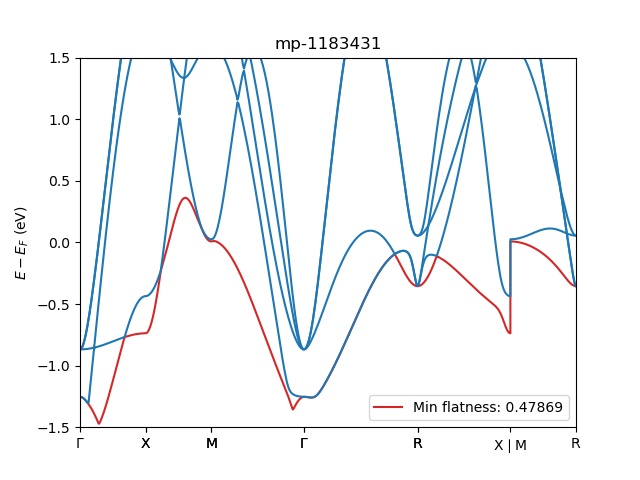 mp-1183431
1.5
1.0
0.5
0.0
−0.5
−1.0
−1.5
E − E_F (eV)
Min flatness: 0.47869
Γ X M Γ R X | M R